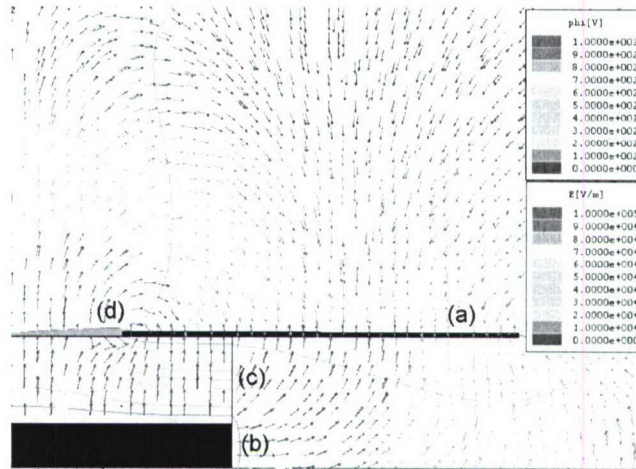 phi[V]
1.0000e+003
9.0000e+002
8.0000e+002
7.0000e+002
6.0000e+002
5.0000e+002
4.0000e+002
3.0000e+002
2.0000e+002
1.0000e+002
0.0000e+000
E[V/m]
1.0000e+005
9.0000e+004
8.0000e+004
7.0000e+004
6.0000e+004
5.0000e+004
4.0000e+004
3.0000e+004
2.0000e+004
1.0000e+004
0.0000e+000
(d)
(a)
(c)
(b)